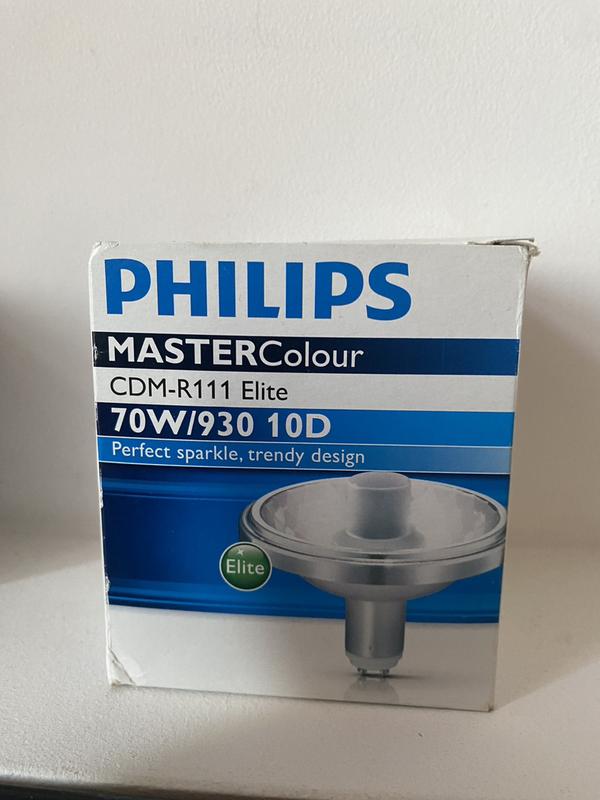 PHILIPS
MASTERColour
CDM-R111 Elite
70W/930 10D
Perfect sparkle, trendy design
Elite